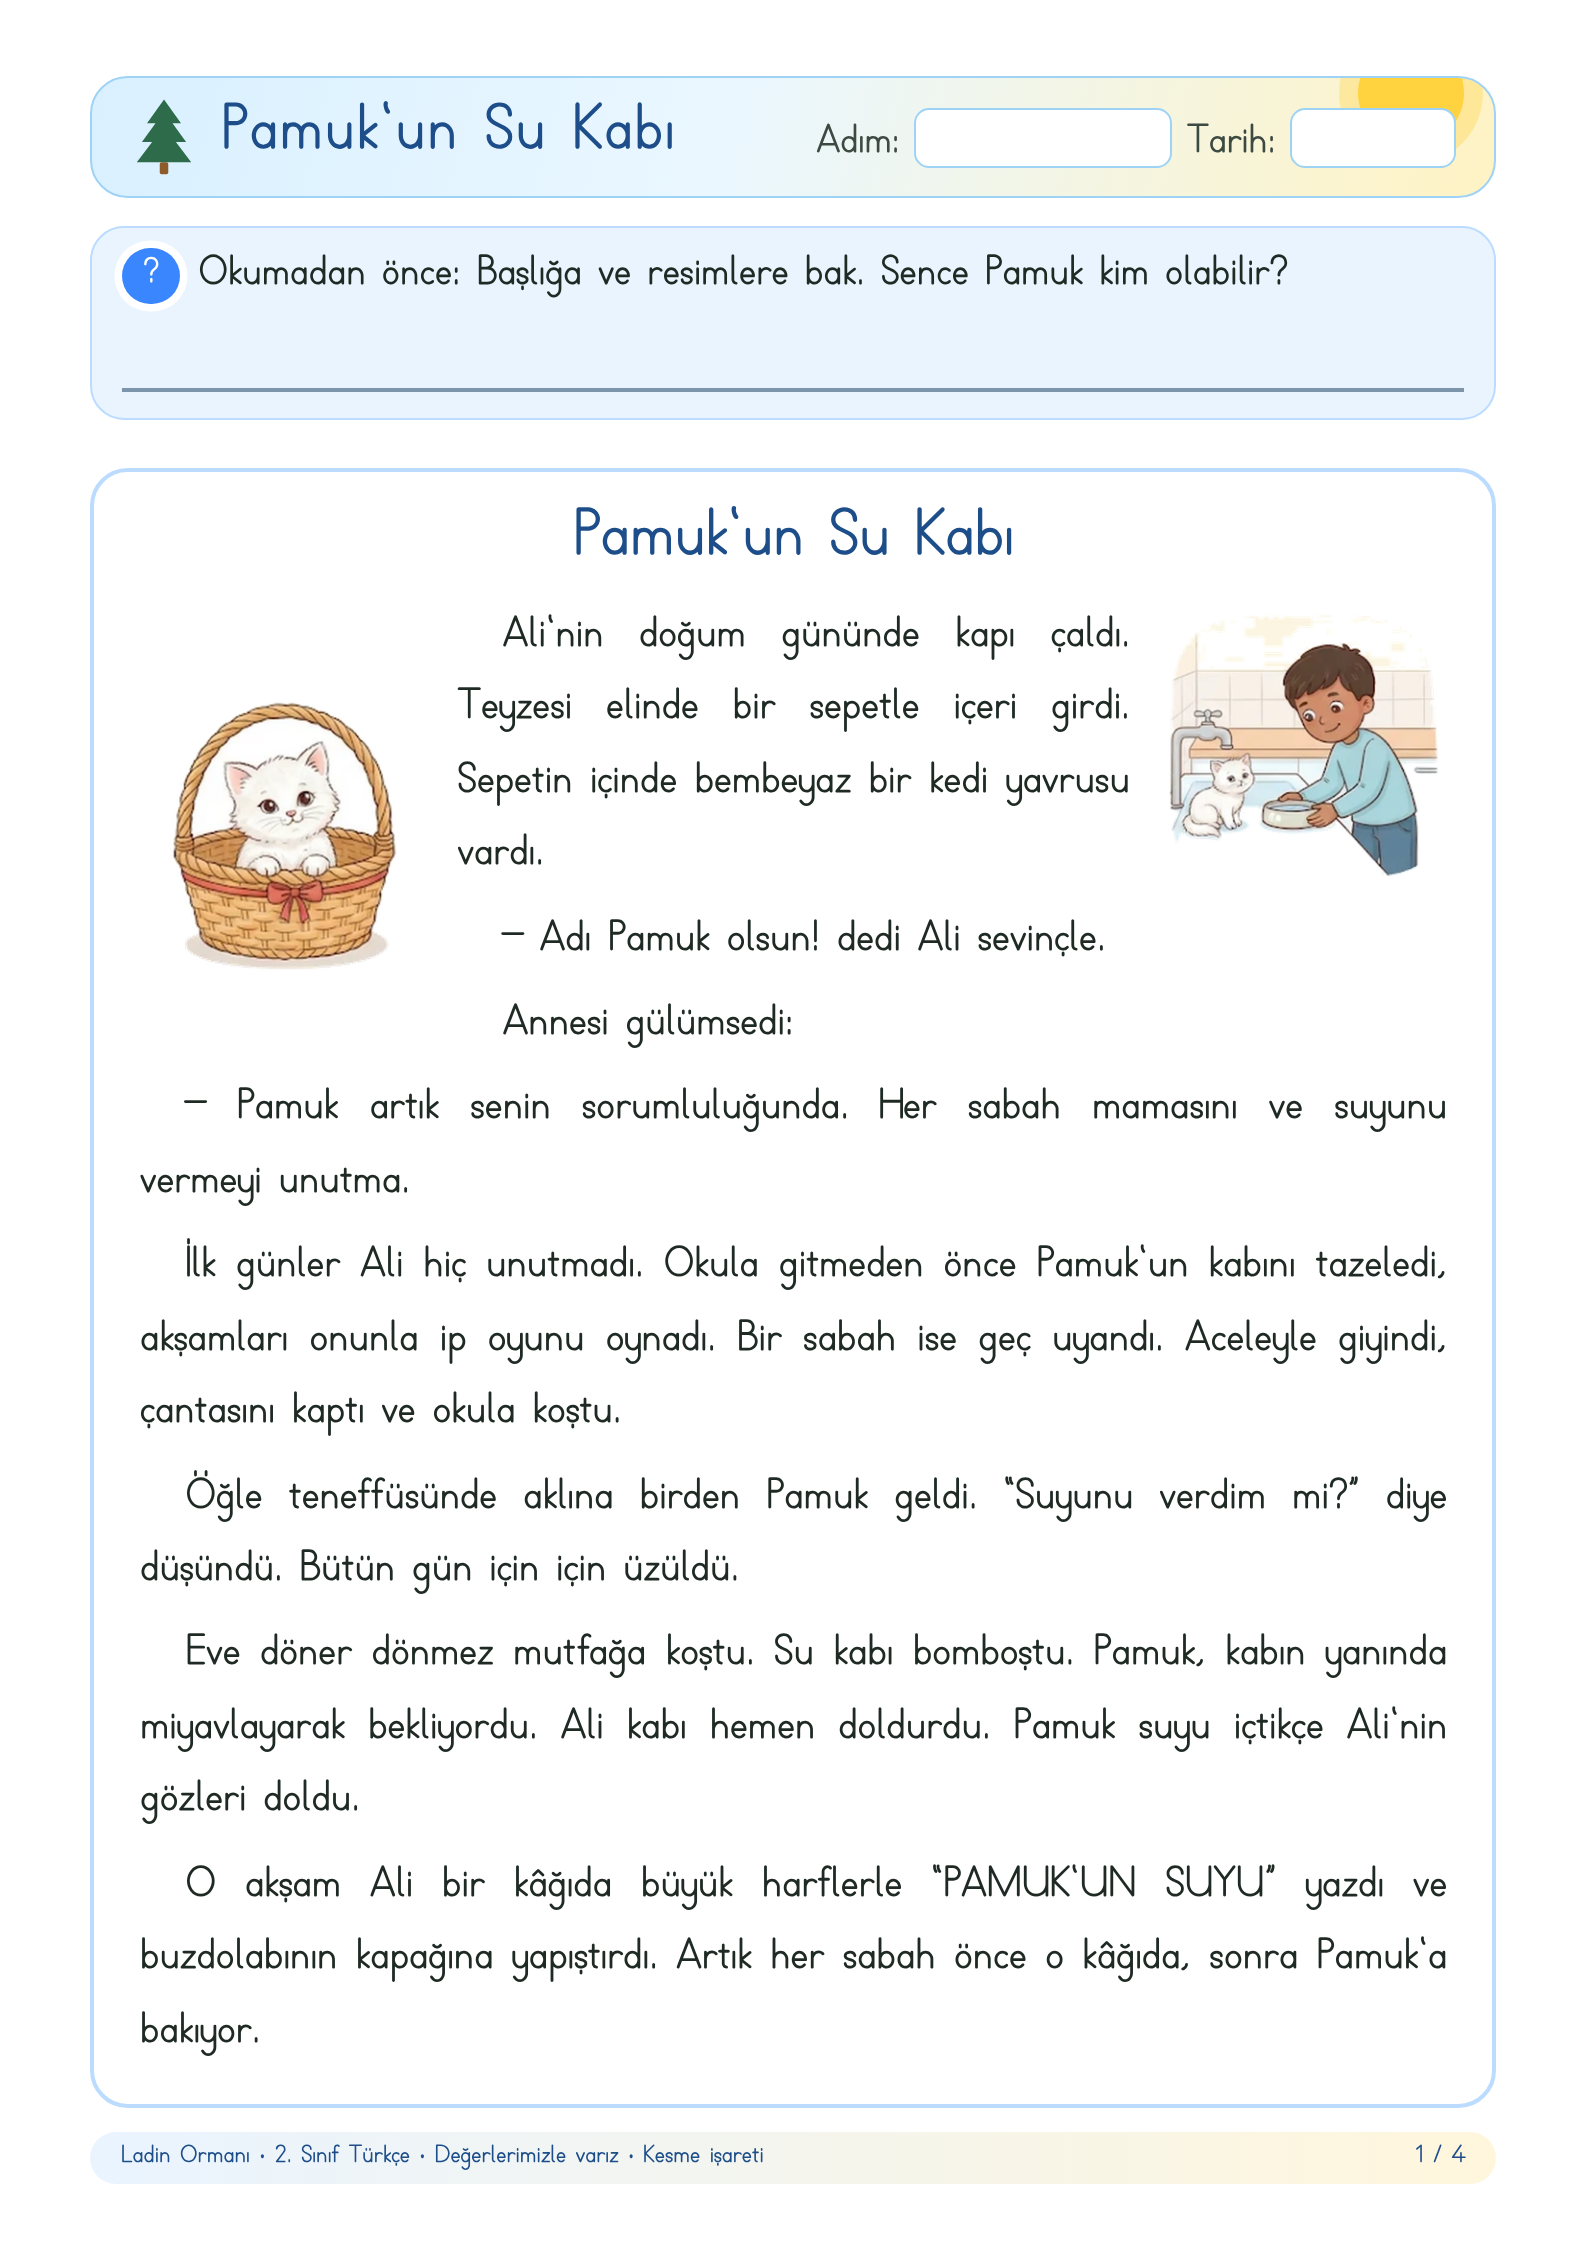 Pamuk‘un Su Kabı
Adım:
Tarih:
? Okumadan önce: Başlığa ve resimlere bak. Sence Pamuk kim olabilir?
Pamuk‘un Su Kabı
Ali‘nin doğum gününde kapı çaldı.
Teyzesi elinde bir sepetle içeri girdi.
Sepetin içinde bembeyaz bir kedi yavrusu
vardı.
– Adı Pamuk olsun! dedi Ali sevinçle.
Annesi gülümsedi:
– Pamuk artık senin sorumluluğunda. Her sabah mamasını ve suyunu
vermeyi unutma.
İlk günler Ali hiç unutmadı. Okula gitmeden önce Pamuk‘un kabını tazeledi,
akşamları onunla ip oyunu oynadı. Bir sabah ise geç uyandı. Aceleyle giyindi,
çantasını kaptı ve okula koştu.
Öğle teneffüsünde aklına birden Pamuk geldi. “Suyunu verdim mi?” diye
düşündü. Bütün gün için için üzüldü.
Eve döner dönmez mutfağa koştu. Su kabı bomboştu. Pamuk, kabın yanında
miyavlayarak bekliyordu. Ali kabı hemen doldurdu. Pamuk suyu içtikçe Ali‘nin
gözleri doldu.
O akşam Ali bir kâğıda büyük harflerle “PAMUK‘UN SUYU” yazdı ve
buzdolabının kapağına yapıştırdı. Artık her sabah önce o kâğıda, sonra Pamuk‘a
bakıyor.
Ladin Ormanı • 2. Sınıf Türkçe • Değerlerimizle varız • Kesme işareti
1 / 4